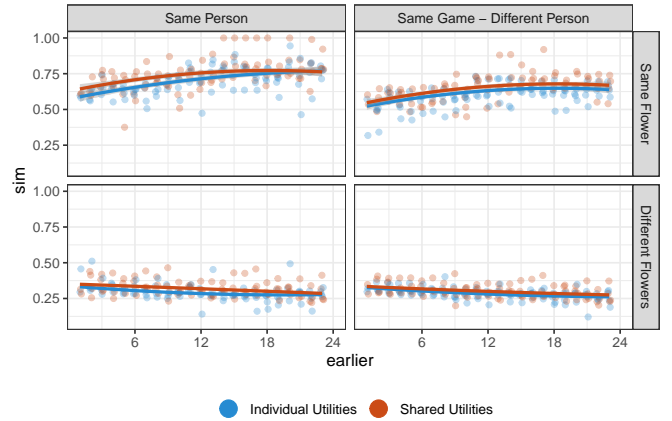 Same Person
Same Game – Different Person
1.00
0.75
0.50
0.25
Same Flower
sim
1.00
0.75
0.50
0.25
Different Flowers
6 12 18 24 6 12 18 24
earlier
Individual Utilities Shared Utilities